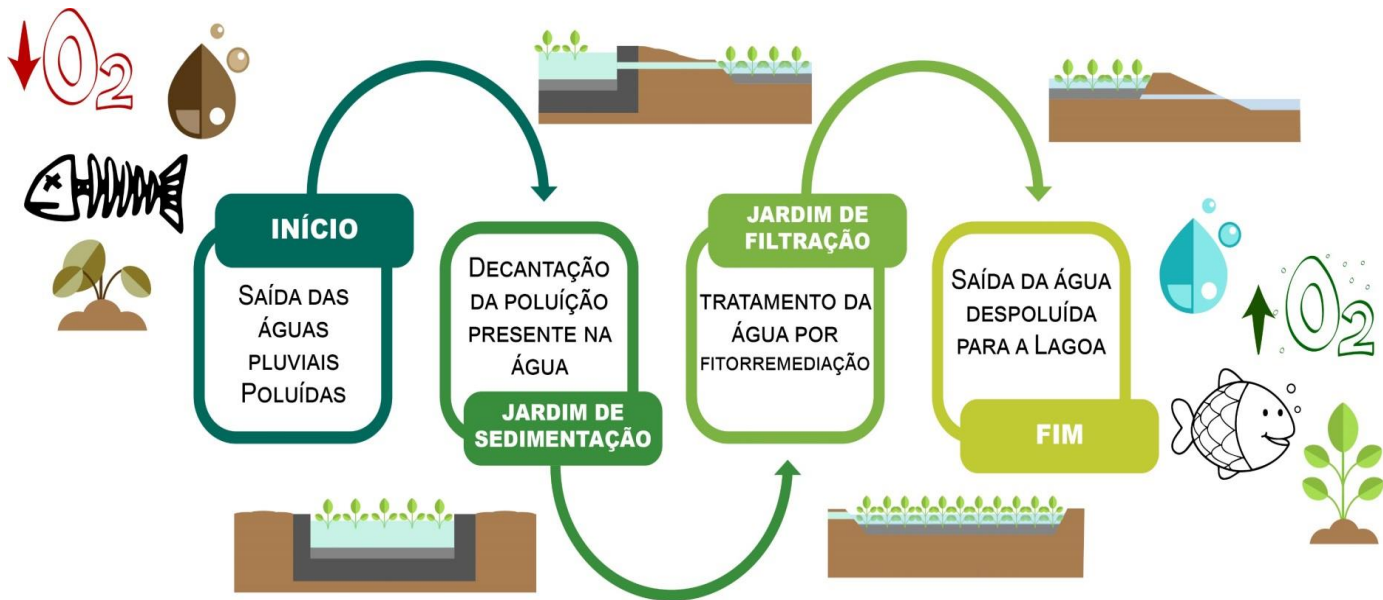 O2
INÍCIO
SAÍDA DAS
ÁGUAS
PLUVIAIS
POLUÍDAS
DECANTAÇÃO
DA POLUÍÇÃO
PRESENTE NA
ÁGUA
JARDIM DE
SEDIMENTAÇÃO
JARDIM DE
FILTRAÇÃO
TRATAMENTO DA
ÁGUA POR
FITORREMEDIAÇÃO
SAÍDA DA ÁGUA
DESPOLUÍDA
PARA A LAGOA
FIM
O2